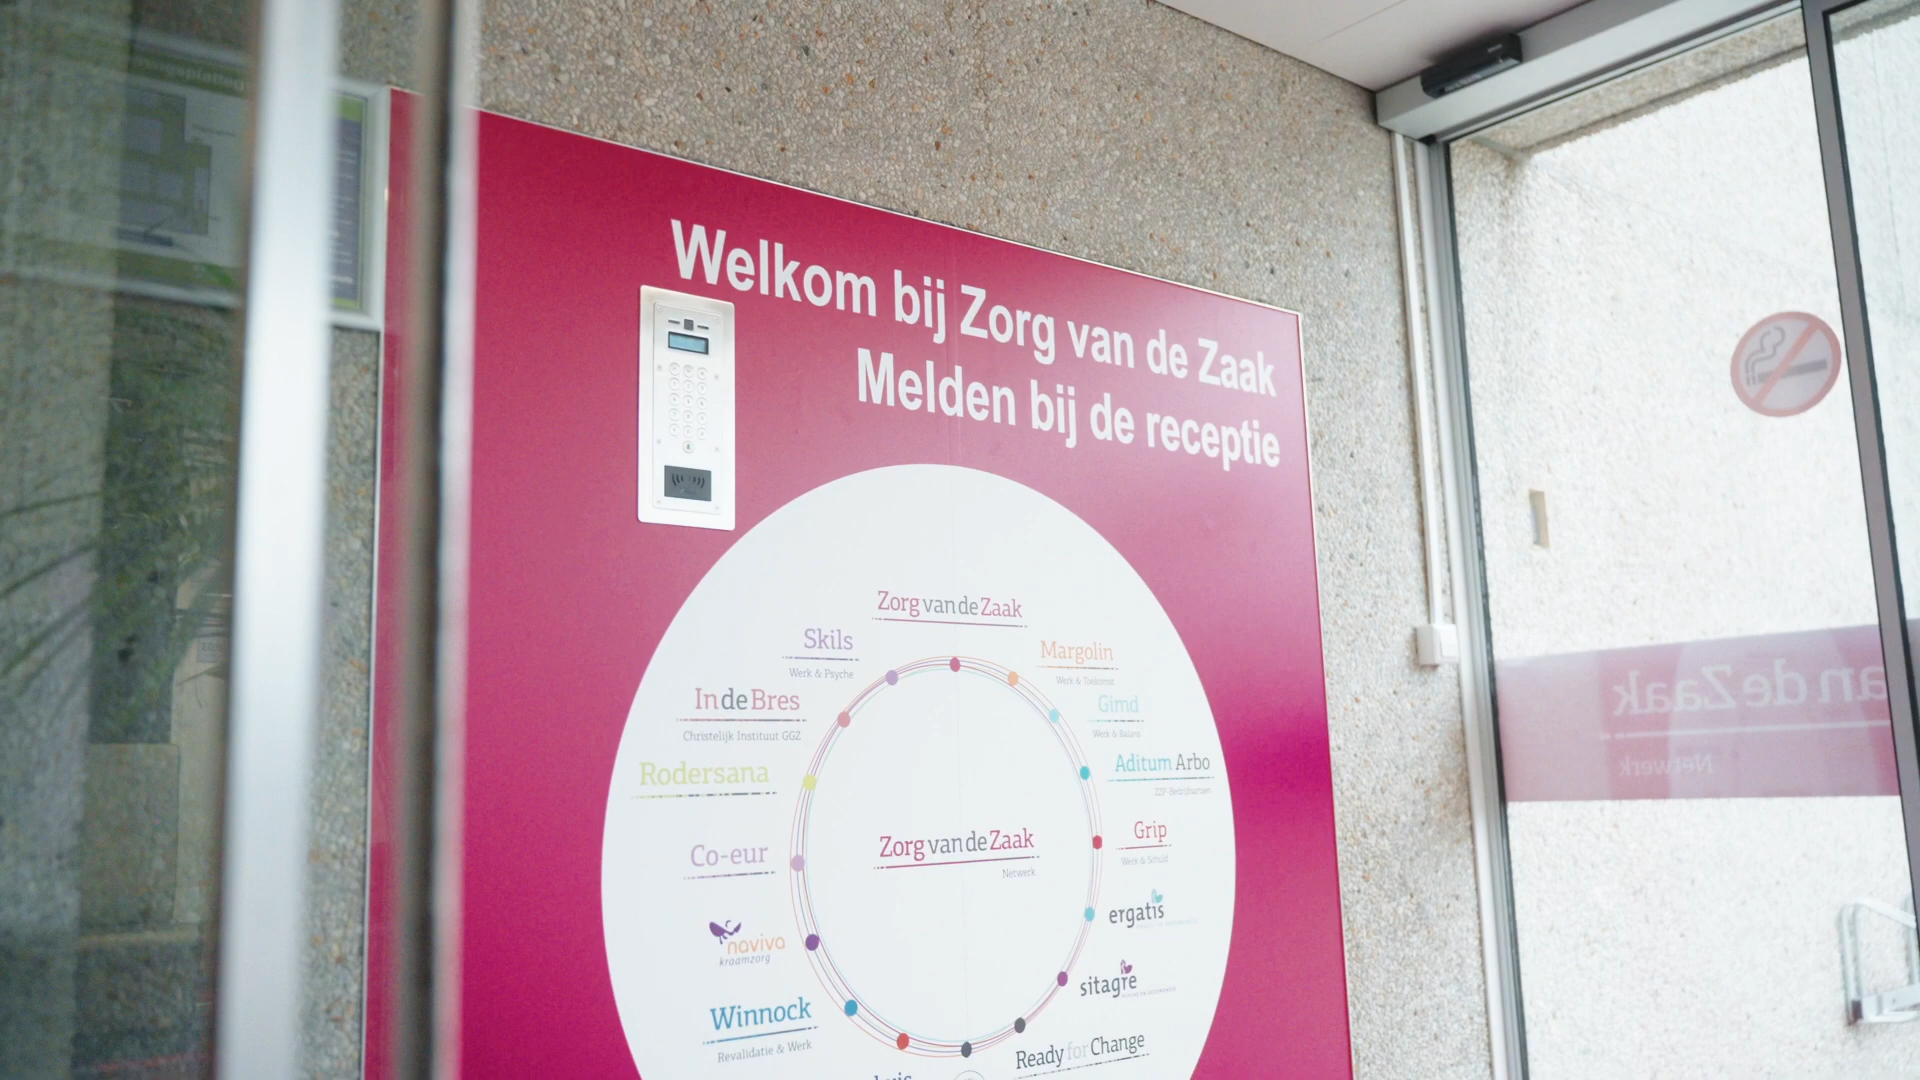 Welkom bij Zorg van de Zaak
Melden bij de receptie
Zorg van de Zaak
Skils
Werk & Psyche
Margolin
Werk & Toekomst
In de Bres
Christelijk Instituut GGZ
Gimd
Werk & Balans
Rodersana
Aditum Arbo
ZZP-Bedrijfsartsen
Co-eur
Zorg van de Zaak
Netwerk
Grip
Werk & Schuld
ergatis
naviva
kraamzorg
sitagre
Winnock
Revalidatie & Werk
Ready for Change
an de Zaak
Netwerk